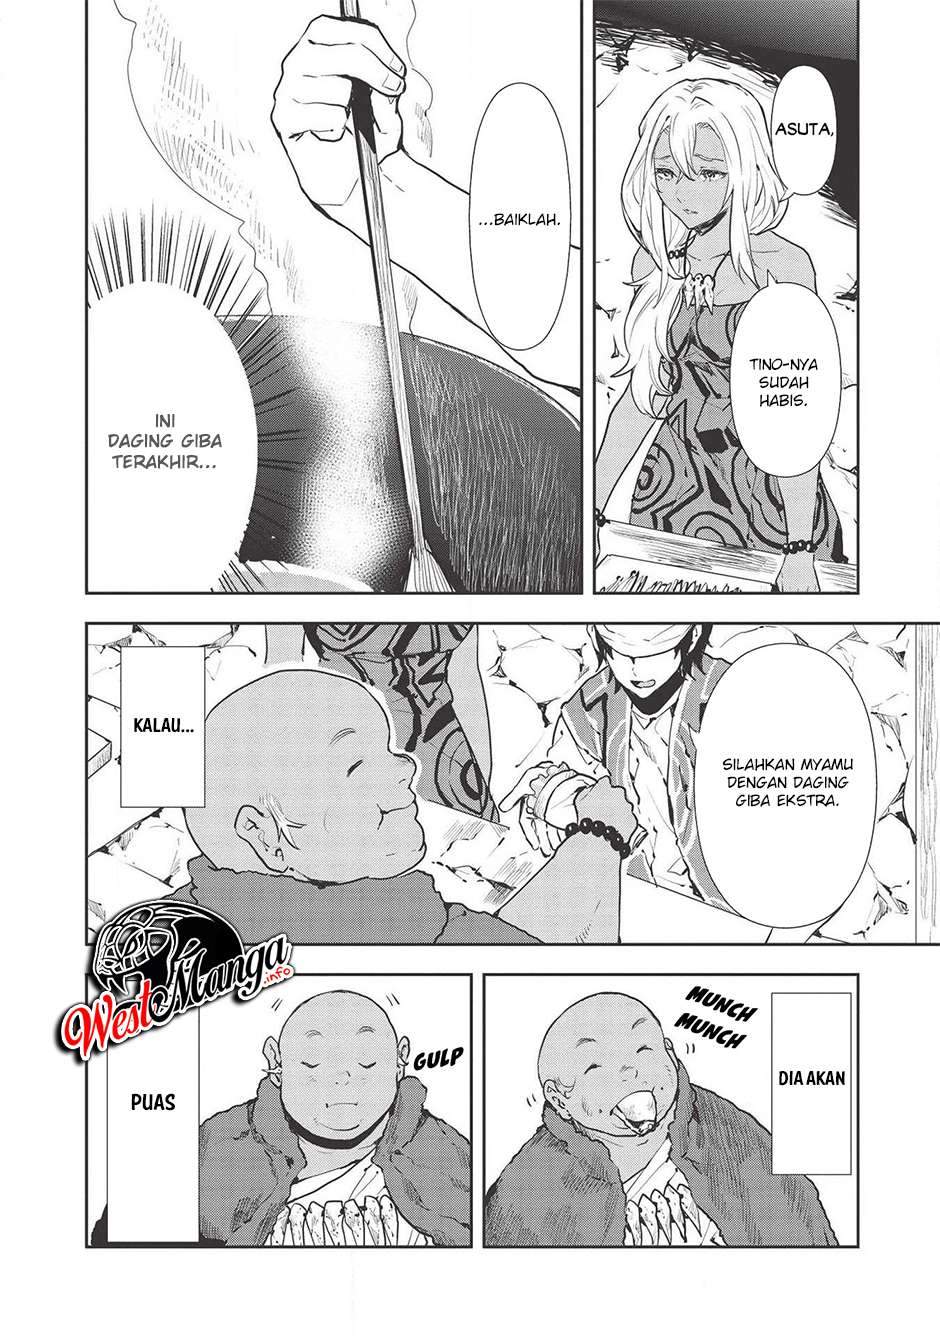 ASUTA,
TINO-NYA
SUDAH
HABIS.
...BAIKLAH.
INI
DAGING GIBA
TERAKHIR...
SILAHKAN MYAMU
DENGAN DAGING
GIBA EKSTRA.
KALAU...
DIA AKAN
MUNCH
MUNCH
GULP
PUAS
WestManga
.info